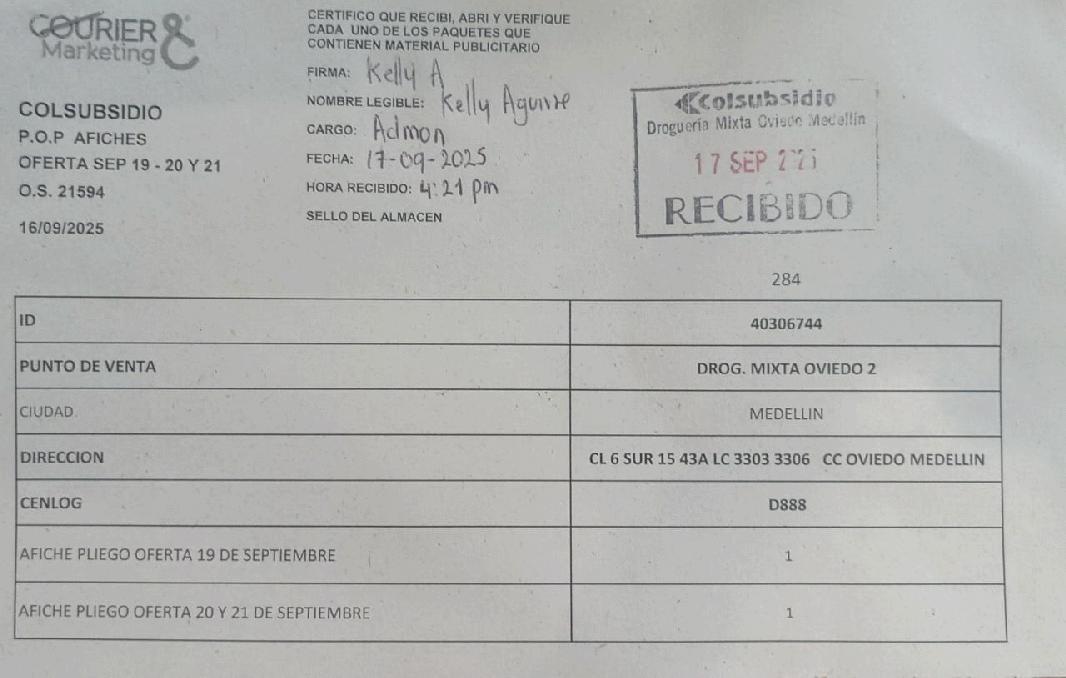 COURIER &
Marketing
COLSUBSIDIO
P.O.P AFICHES
OFERTA SEP 19 - 20 Y 21
O.S. 21594
16/09/2025
CERTIFICO QUE RECIBI, ABRI Y VERIFIQUE
CADA UNO DE LOS PAQUETES QUE
CONTIENEN MATERIAL PUBLICITARIO
FIRMA: Kelly A
NOMBRE LEGIBLE: Kelly Aguirre
CARGO: Admon
FECHA: 17-09-2025
HORA RECIBIDO: 4:21 pm
SELLO DEL ALMACEN
Colsubsidio
Droguería Mixta Oviedo Medellín
17 SEP
RECIBIDO
284
ID 40306744
PUNTO DE VENTA DROG. MIXTA OVIEDO 2
CIUDAD MEDELLIN
DIRECCION CL 6 SUR 15 43A LC 3303 3306 CC OVIEDO MEDELLIN
CENLOG D888
AFICHE PLIEGO OFERTA 19 DE SEPTIEMBRE 1
AFICHE PLIEGO OFERTA 20 Y 21 DE SEPTIEMBRE 1